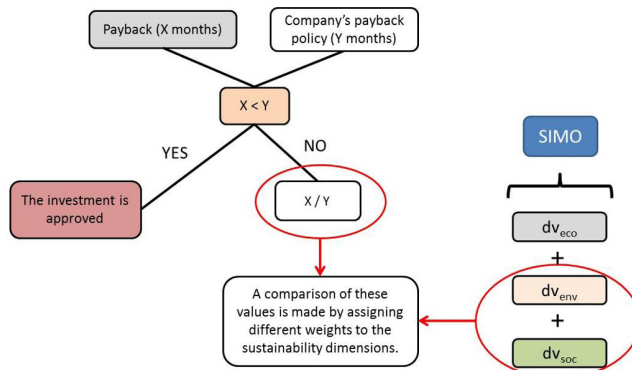 Payback (X months)
Company's payback
policy (Y months)
X < Y
YES
NO
SIMO
The investment is
approved
X / Y
dv_eco
+
dv_env
+
dv_soc
A comparison of these
values is made by assigning
different weights to the
sustainability dimensions.